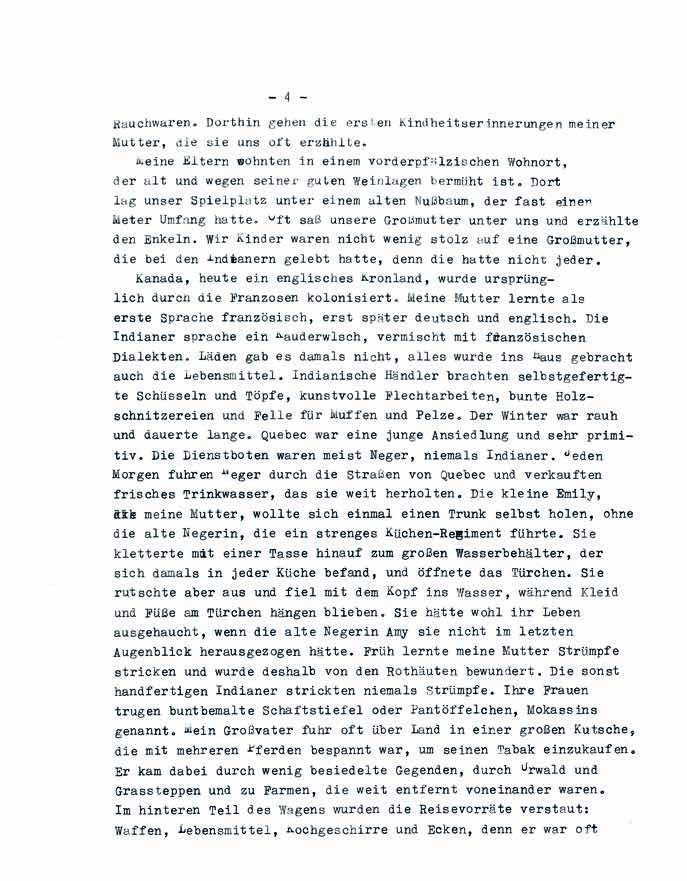 - 4 -
Rauchwaren. Dorthin gehen die ersten Kindheitserinnerungen meiner
Mutter, die sie uns oft erzählte.
Meine Eltern wohnten in einem vorderpfälzischen Wohnort,
der alt und wegen seiner guten Weinlagen bermüht ist. Dort
lag unser Spielplatz unter einem alten Nußbaum, der fast einen
Meter Umfang hatte. Oft saß unsere Großmutter unter uns und erzählte
den Enkeln. Wir Kinder waren nicht wenig stolz auf eine Großmutter,
die bei den Indianern gelebt hatte, denn die hatte nicht jeder.
Kanada, heute ein englisches Kronland, wurde ursprüng-
lich durch die Franzosen kolonisiert. Meine Mutter lernte als
erste Sprache französisch, erst später deutsch und englisch. Die
Indianer sprache ein Kauderwlsch, vermischt mit französischen
Dialekten. Läden gab es damals nicht, alles wurde ins Haus gebracht
auch die Lebensmittel. Indianische Händler brachten selbstgefertig-
te Schüsseln und Töpfe, kunstvolle Flechtarbeiten, bunte Holz-
schnitzereien und Felle für Muffen und Pelze. Der Winter war rauh
und dauerte lange. Quebec war eine junge Ansiedlung und sehr primi-
tiv. Die Dienstboten waren meist Neger, niemals Indianer. Jeden
Morgen fuhren Neger durch die Straßen von Quebec und verkauften
frisches Trinkwasser, das sie weit herholten. Die kleine Emily,
meine Mutter, wollte sich einmal einen Trunk selbst holen, ohne
die alte Negerin, die ein strenges Küchen-Regiment führte. Sie
kletterte mit einer Tasse hinauf zum großen Wasserbehälter, der
sich damals in jeder Küche befand, und öffnete das Türchen. Sie
rutschte aber aus und fiel mit dem Kopf ins Wasser, während Kleid
und Füße am Türchen hängen blieben. Sie hätte wohl ihr Leben
ausgehaucht, wenn die alte Negerin Amy sie nicht im letzten
Augenblick herausgezogen hätte. Früh lernte meine Mutter Strümpfe
stricken und wurde deshalb von den Rothäuten bewundert. Die sonst
handfertigen Indianer strickten niemals Strümpfe. Ihre Frauen
trugen buntbemalte Schaftstiefel oder Pantöffelchen, Mokassins
genannt. Mein Großvater fuhr oft über Land in einer großen Kutsche,
die mit mehreren Pferden bespannt war, um seinen Tabak einzukaufen.
Er kam dabei durch wenig besiedelte Gegenden, durch Urwald und
Grassteppen und zu Farmen, die weit entfernt voneinander waren.
Im hinteren Teil des Wagens wurden die Reisevorräte verstaut:
Waffen, Lebensmittel, Kochgeschirre und Ecken, denn er war oft